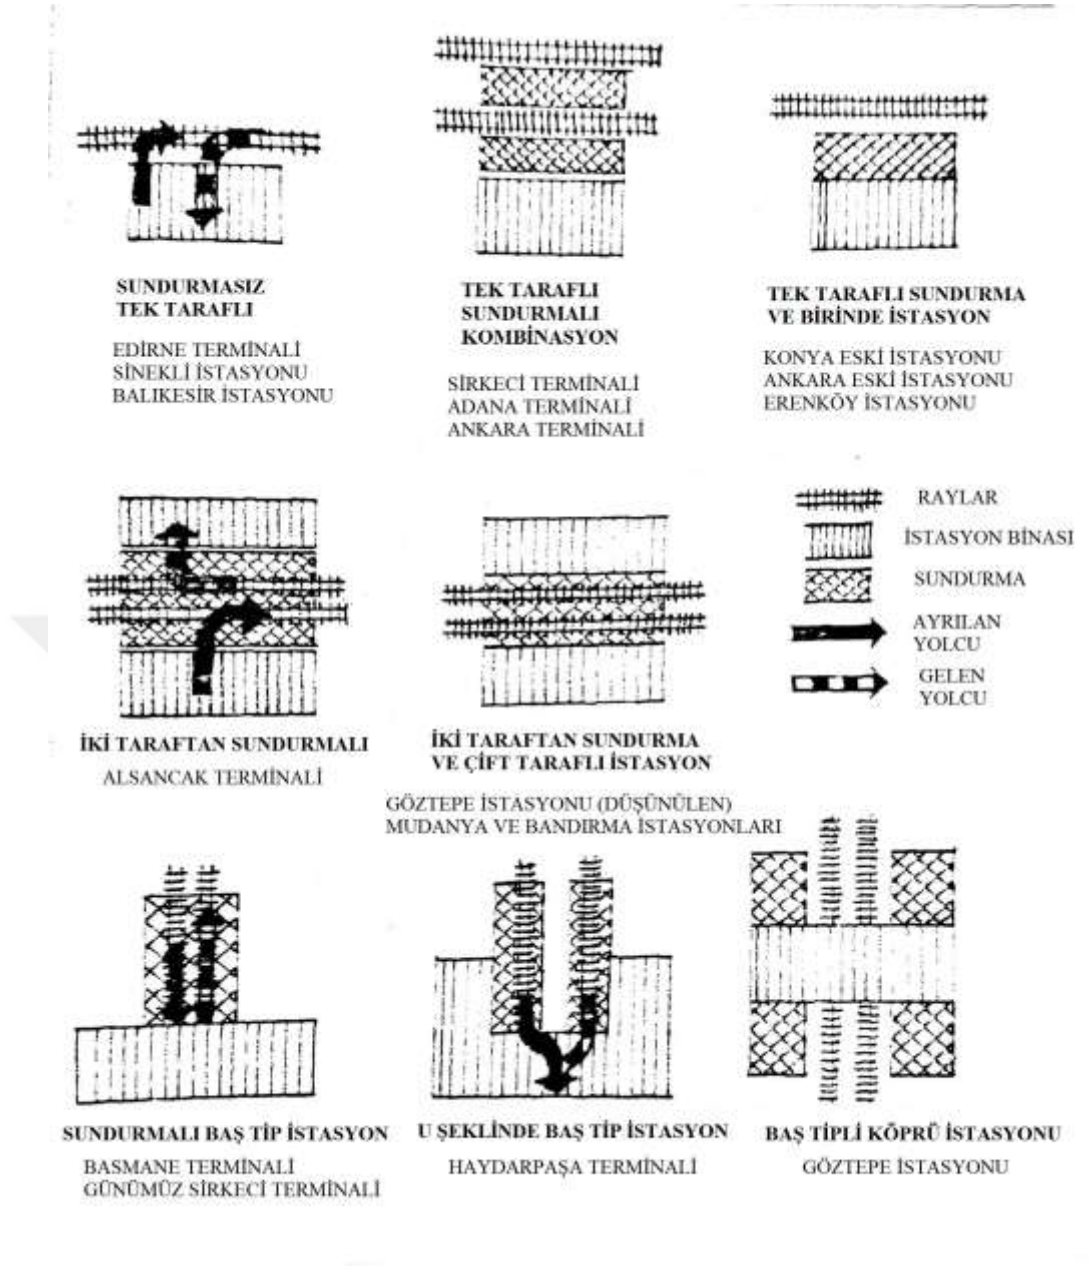 SUNDURMASIZ
TEK TARAFLI
EDİRNE TERMİNALİ
SİNEKLİ İSTASYONU
BALIKESİR İSTASYONU
TEK TARAFLI
SUNDURMALI
KOMBİNASYON
SİRKECİ TERMİNALİ
ADANA TERMİNALİ
ANKARA TERMİNALİ
TEK TARAFLI SUNDURMA
VE BİRİNDE İSTASYON
KONYA ESKİ İSTASYONU
ANKARA ESKİ İSTASYONU
ERENKÖY İSTASYONU
İKİ TARAFTAN SUNDURMALI
ALSANCAK TERMİNALİ
İKİ TARAFTAN SUNDURMA
VE ÇİFT TARAFLI İSTASYON
GÖZTEPE İSTASYONU (DÜŞÜNÜLEN)
MUDANYA VE BANDIRMA İSTASYONLARI
RAYLAR
İSTASYON BİNASI
SUNDURMA
AYRILAN
YOLCU
GELEN
YOLCU
SUNDURMALI BAŞ TİP İSTASYON
BASMANE TERMİNALİ
GÜNÜMÜZ SİRKECİ TERMİNALİ
U ŞEKLİNDE BAŞ TİP İSTASYON
HAYDARPAŞA TERMİNALİ
BAŞ TİPLİ KÖPRÜ İSTASYONU
GÖZTEPE İSTASYONU